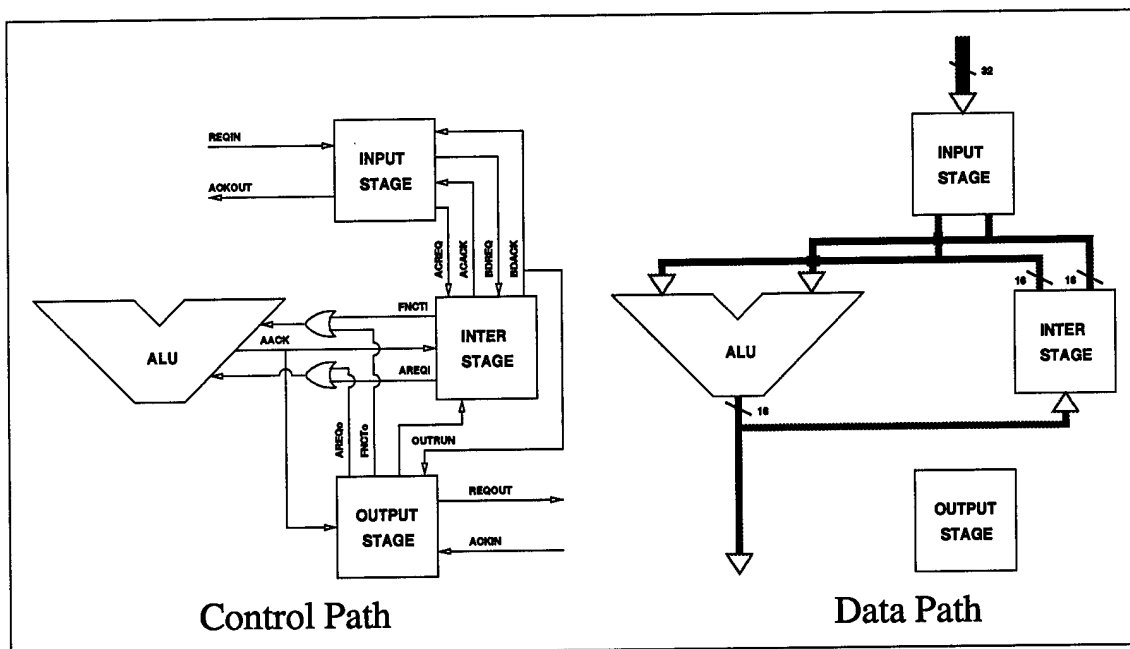 REQIN
ACKOUT
INPUT
STAGE
ACREQ
ACACK
BDREQ
BDACK
FNCTI
AACK
AREQI
ALU
INTER
STAGE
AREQo
FNCTo
OUTRUN
REQOUT
ACKIN
OUTPUT
STAGE
Control Path
32
INPUT
STAGE
16
16
ALU
INTER
STAGE
16
OUTPUT
STAGE
Data Path